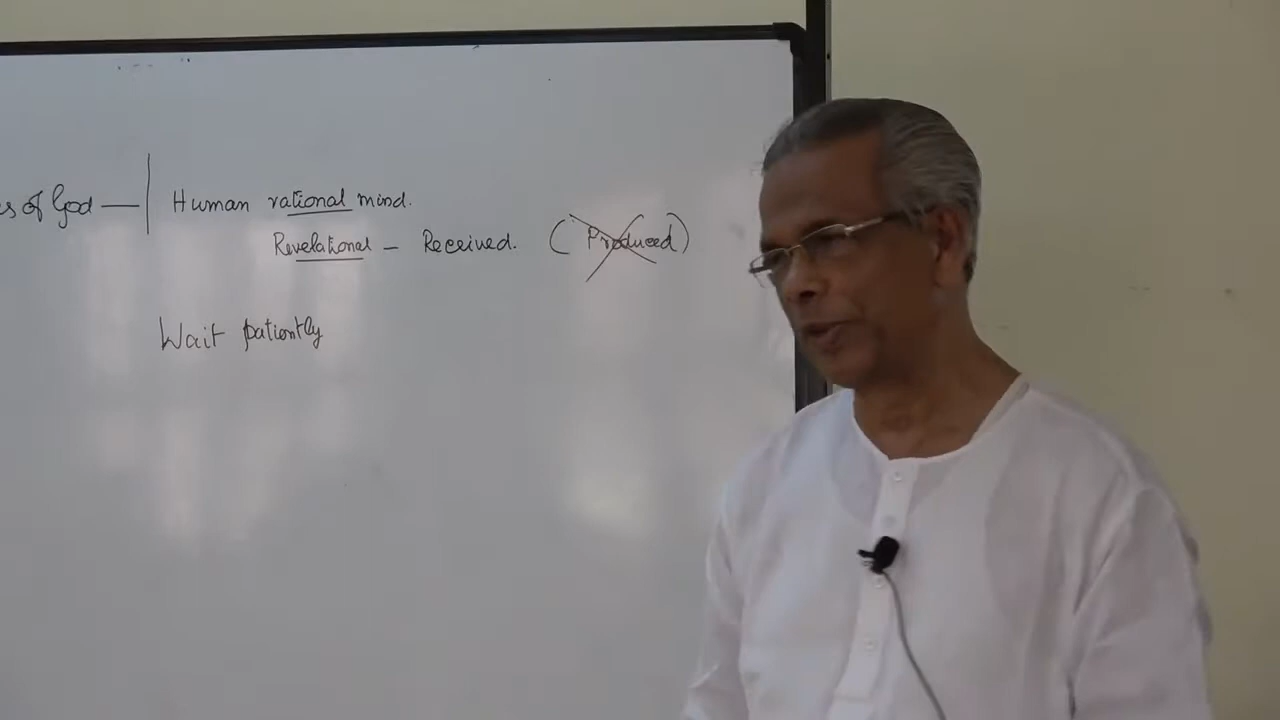 of God — | Human rational mind.
Revelational – Received. (Produced)
Wait patiently